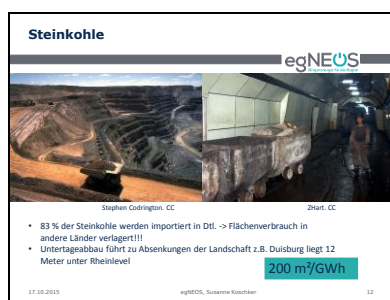 Steinkohle
egNEOS
Stephen Codrington. CC
ZHart. CC
• 83 % der Steinkohle werden importiert in Dtl. -> Flächenverbrauch in
andere Länder verlagert!!!
• Untertageabbau führt zu Absenkungen der Landschaft z.B. Duisburg liegt 12
Meter unter Rheinlevel
200 m²/GWh
17.10.2015
egNEOS, Susanne Koschker
12